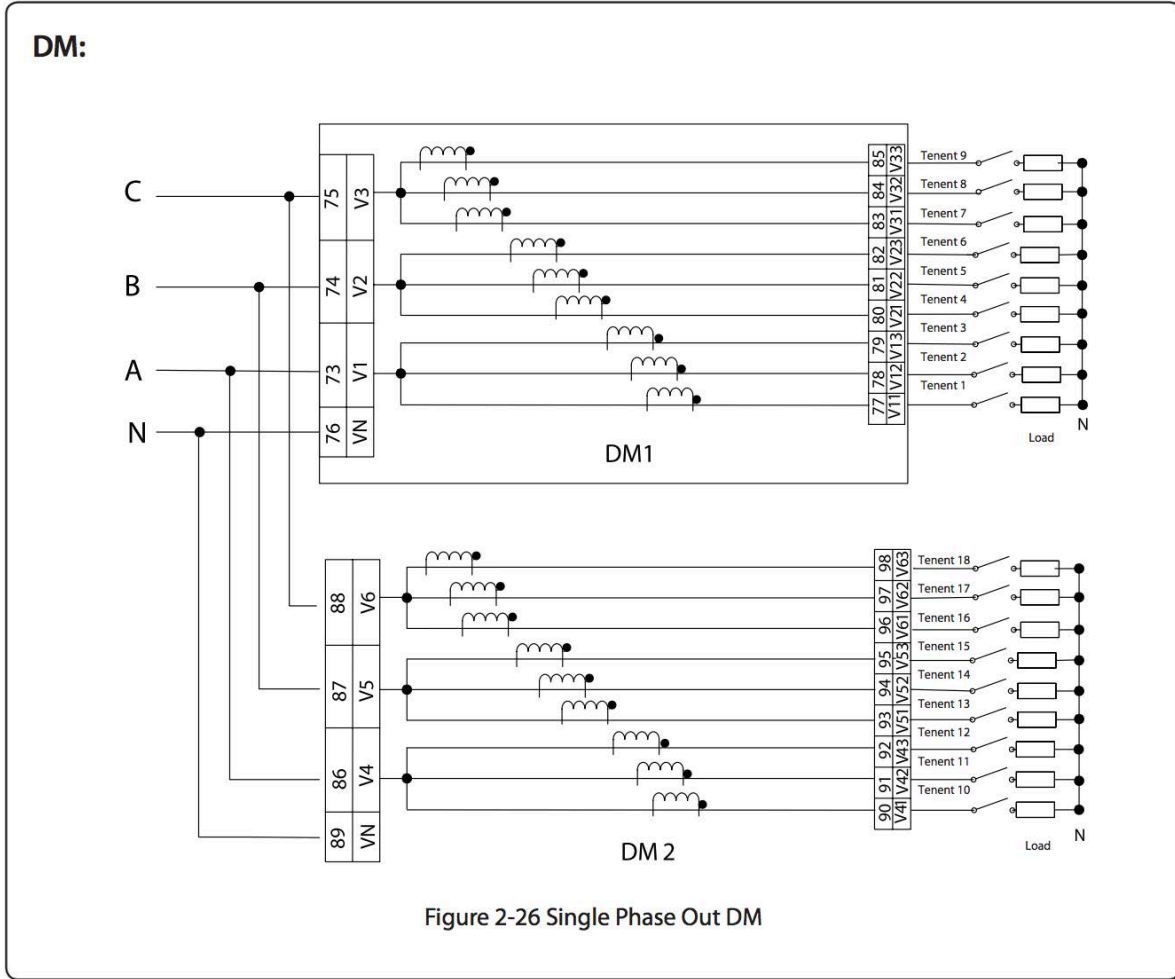 DM:
C
B
A
N
75 V3
74 V2
73 V1
76 VN
85 V33 Tenent 9
84 V32 Tenent 8
83 V31 Tenent 7
82 V23 Tenent 6
81 V22 Tenent 5
80 V21 Tenent 4
79 V13 Tenent 3
78 V12 Tenent 2
77 V11 Tenent 1
N
Load
DM1
88 V6
87 V5
86 V4
89 VN
98 V63 Tenent 18
97 V62 Tenent 17
96 V61 Tenent 16
95 V53 Tenent 15
94 V52 Tenent 14
93 V51 Tenent 13
92 V43 Tenent 12
91 V42 Tenent 11
90 V41 Tenent 10
N
Load
DM 2
Figure 2-26 Single Phase Out DM